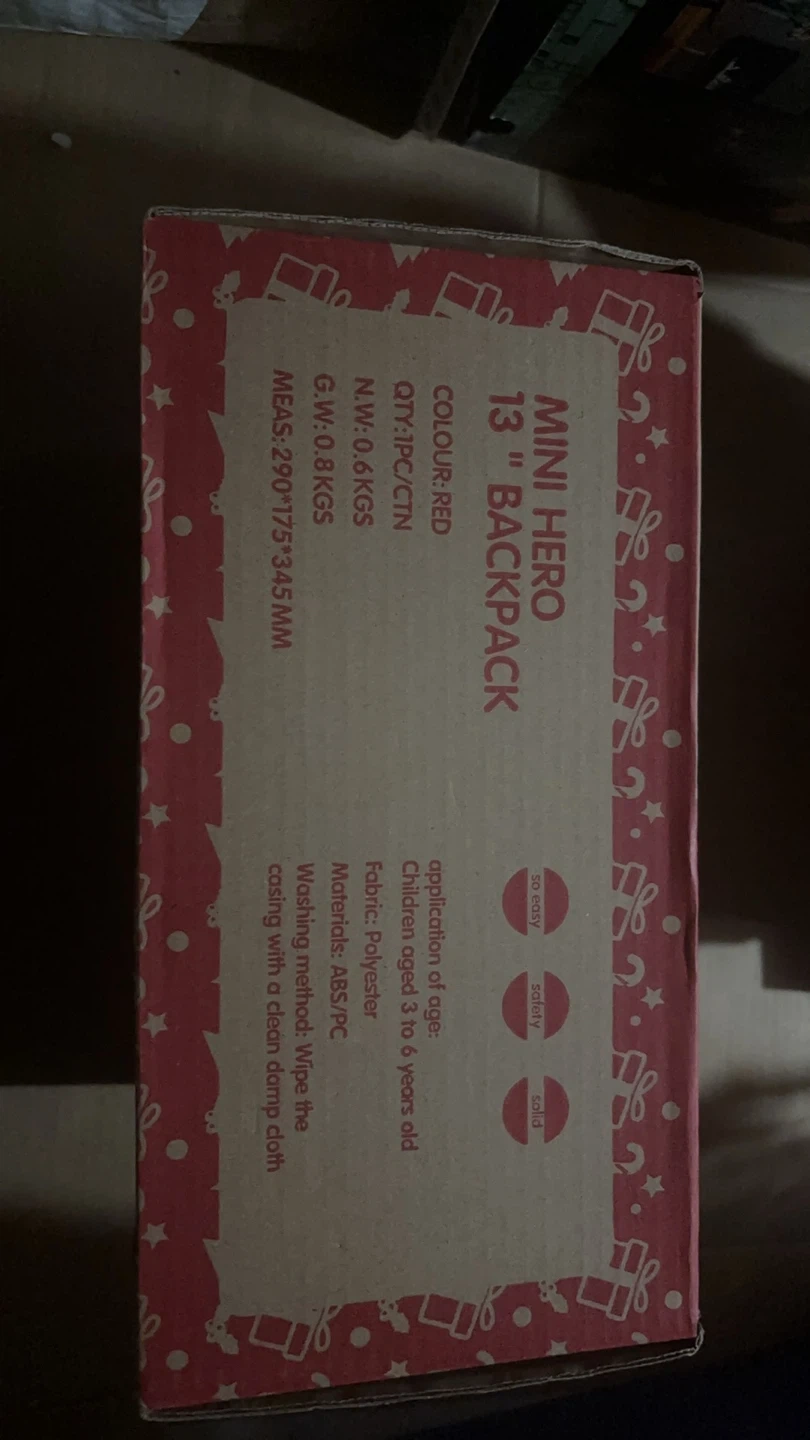 MINI HERO
13 " BACKPACK
COLOUR: RED
QTY:1PC/CTN
N.W: 0.6KGS
G.W: 0.8KGS
MEAS: 290*175*345MM
so easy
safety
solid
application of age:
Children aged 3 to 6 years old
Fabric: Polyester
Materials: ABS/PC
Washing method: Wipe the
casing with a clean damp cloth